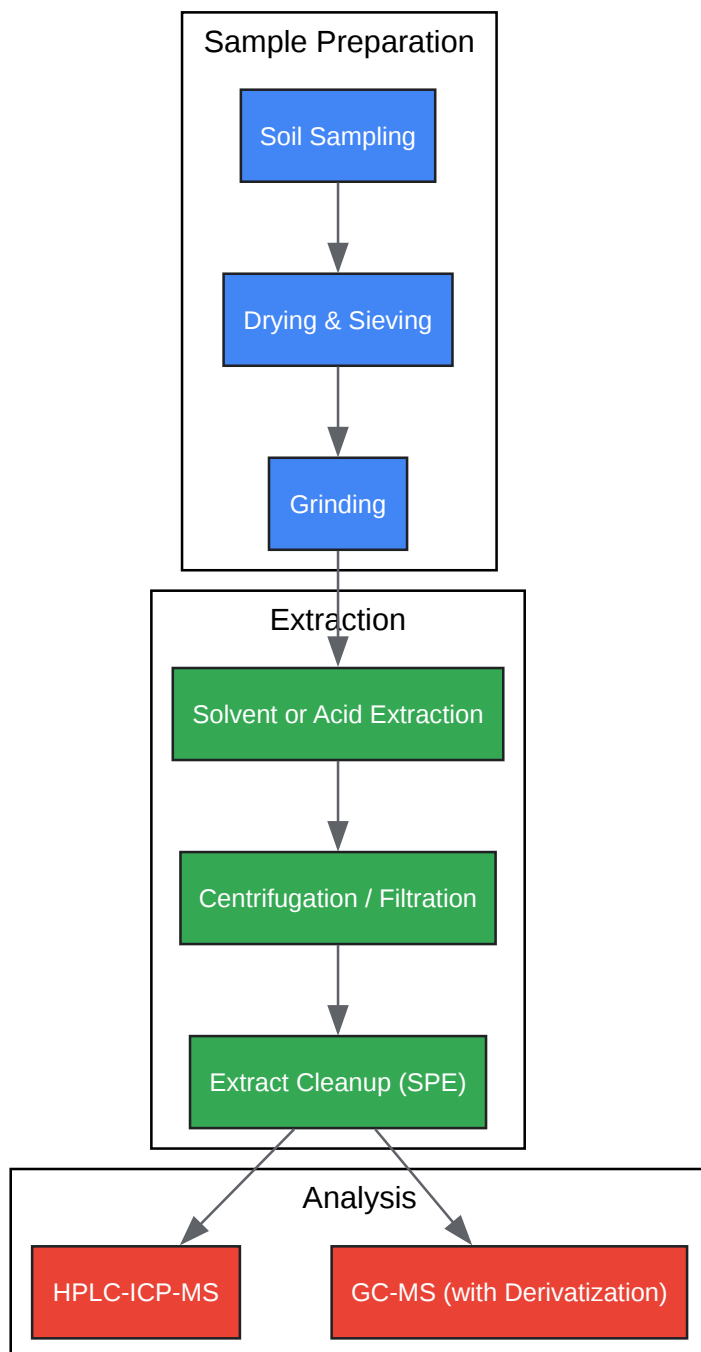 Sample Preparation
Soil Sampling
Drying & Sieving
Grinding
Extraction
Solvent or Acid Extraction
Centrifugation / Filtration
Extract Cleanup (SPE)
Analysis
HPLC-ICP-MS
GC-MS (with Derivatization)